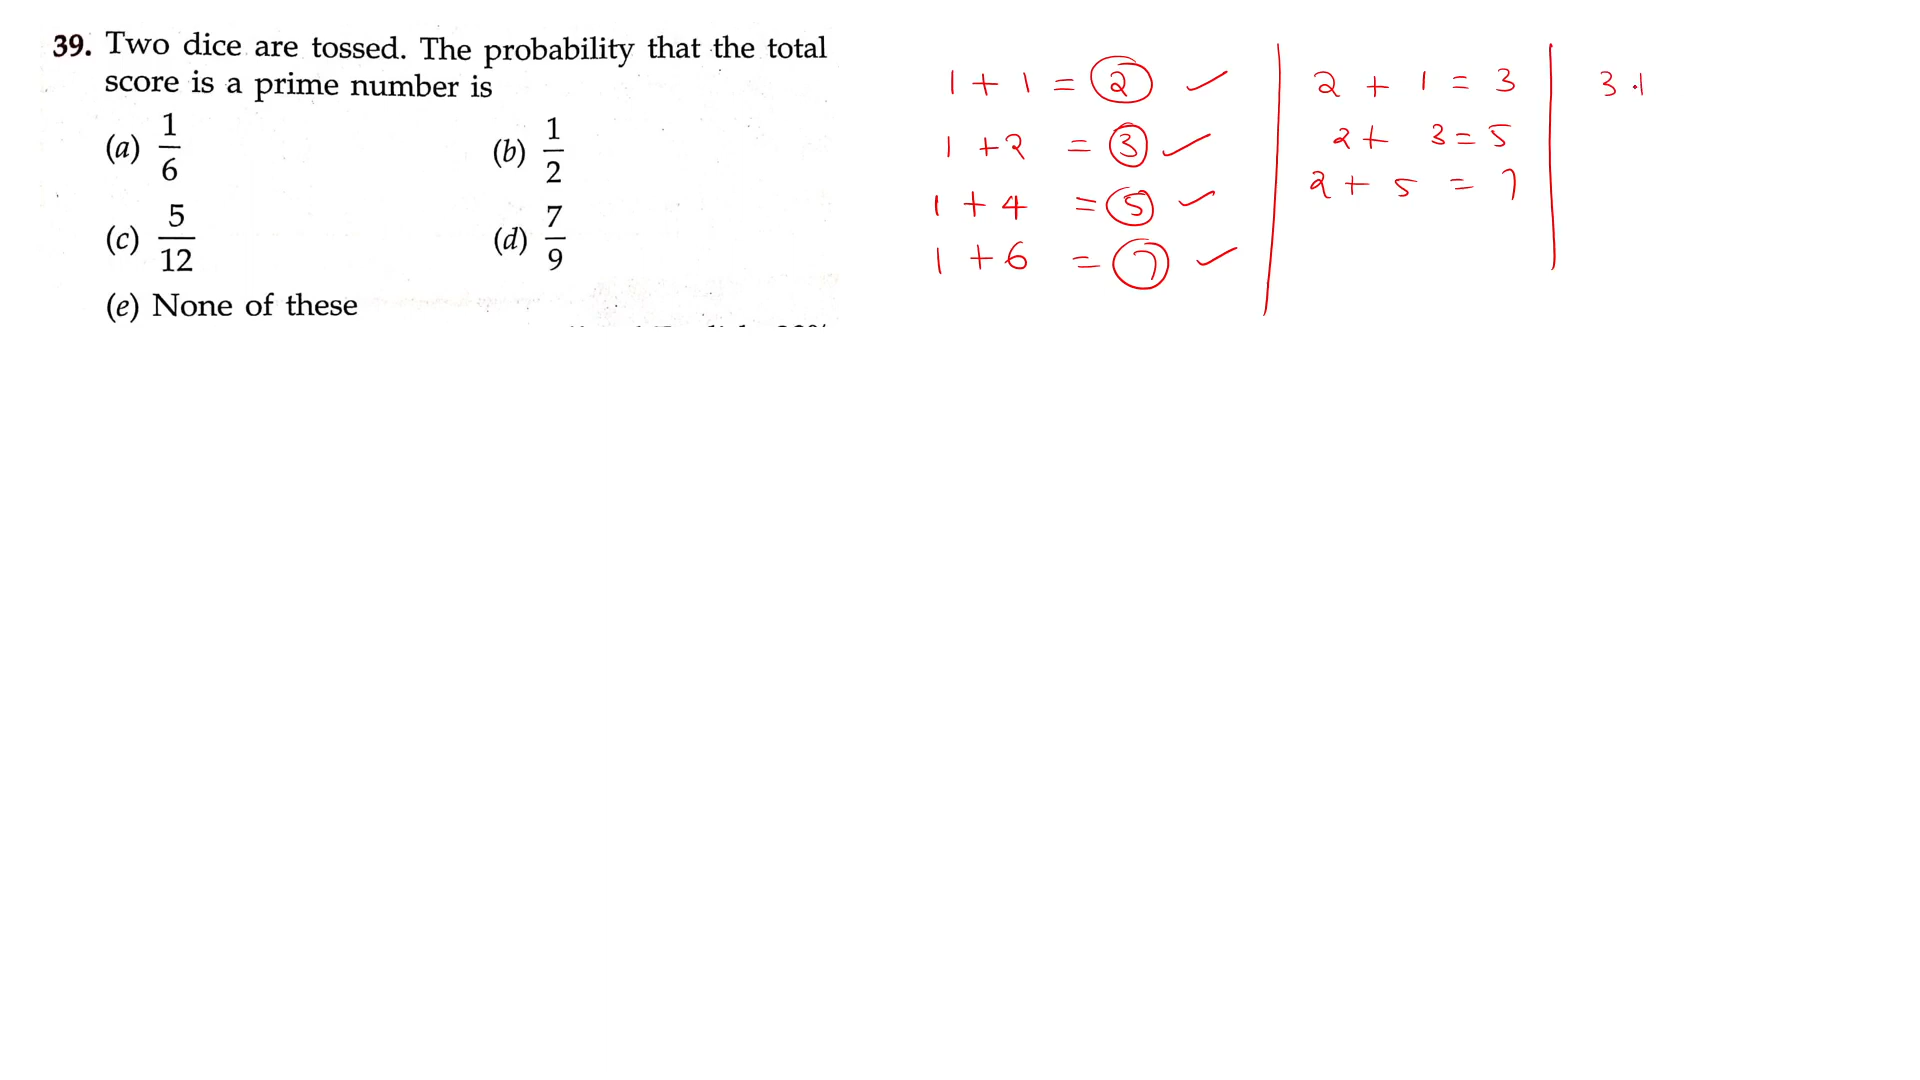 39. Two dice are tossed. The probability that the total
score is a prime number is
(a) 1/6 (b) 1/2
(c) 5/12 (d) 7/9
(e) None of these
1 + 1 = 2 ✓
1 + 2 = 3 ✓
1 + 4 = 5 ✓
1 + 6 = 7 ✓
2 + 1 = 3
2 + 3 = 5
2 + 5 = 7
3